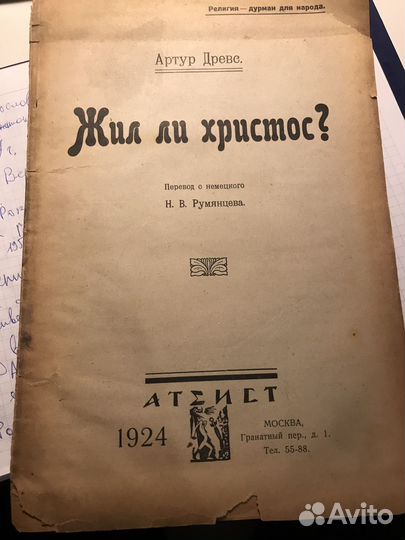 Религия — дурман для народа.
Артур Древс.
Жил ли христос?
Перевод с немецкого
Н. В. Румянцева.
АТЕИСТ
1924
МОСКВА,
Гранатный пер., д. 1.
Тел. 55-88.
Avito